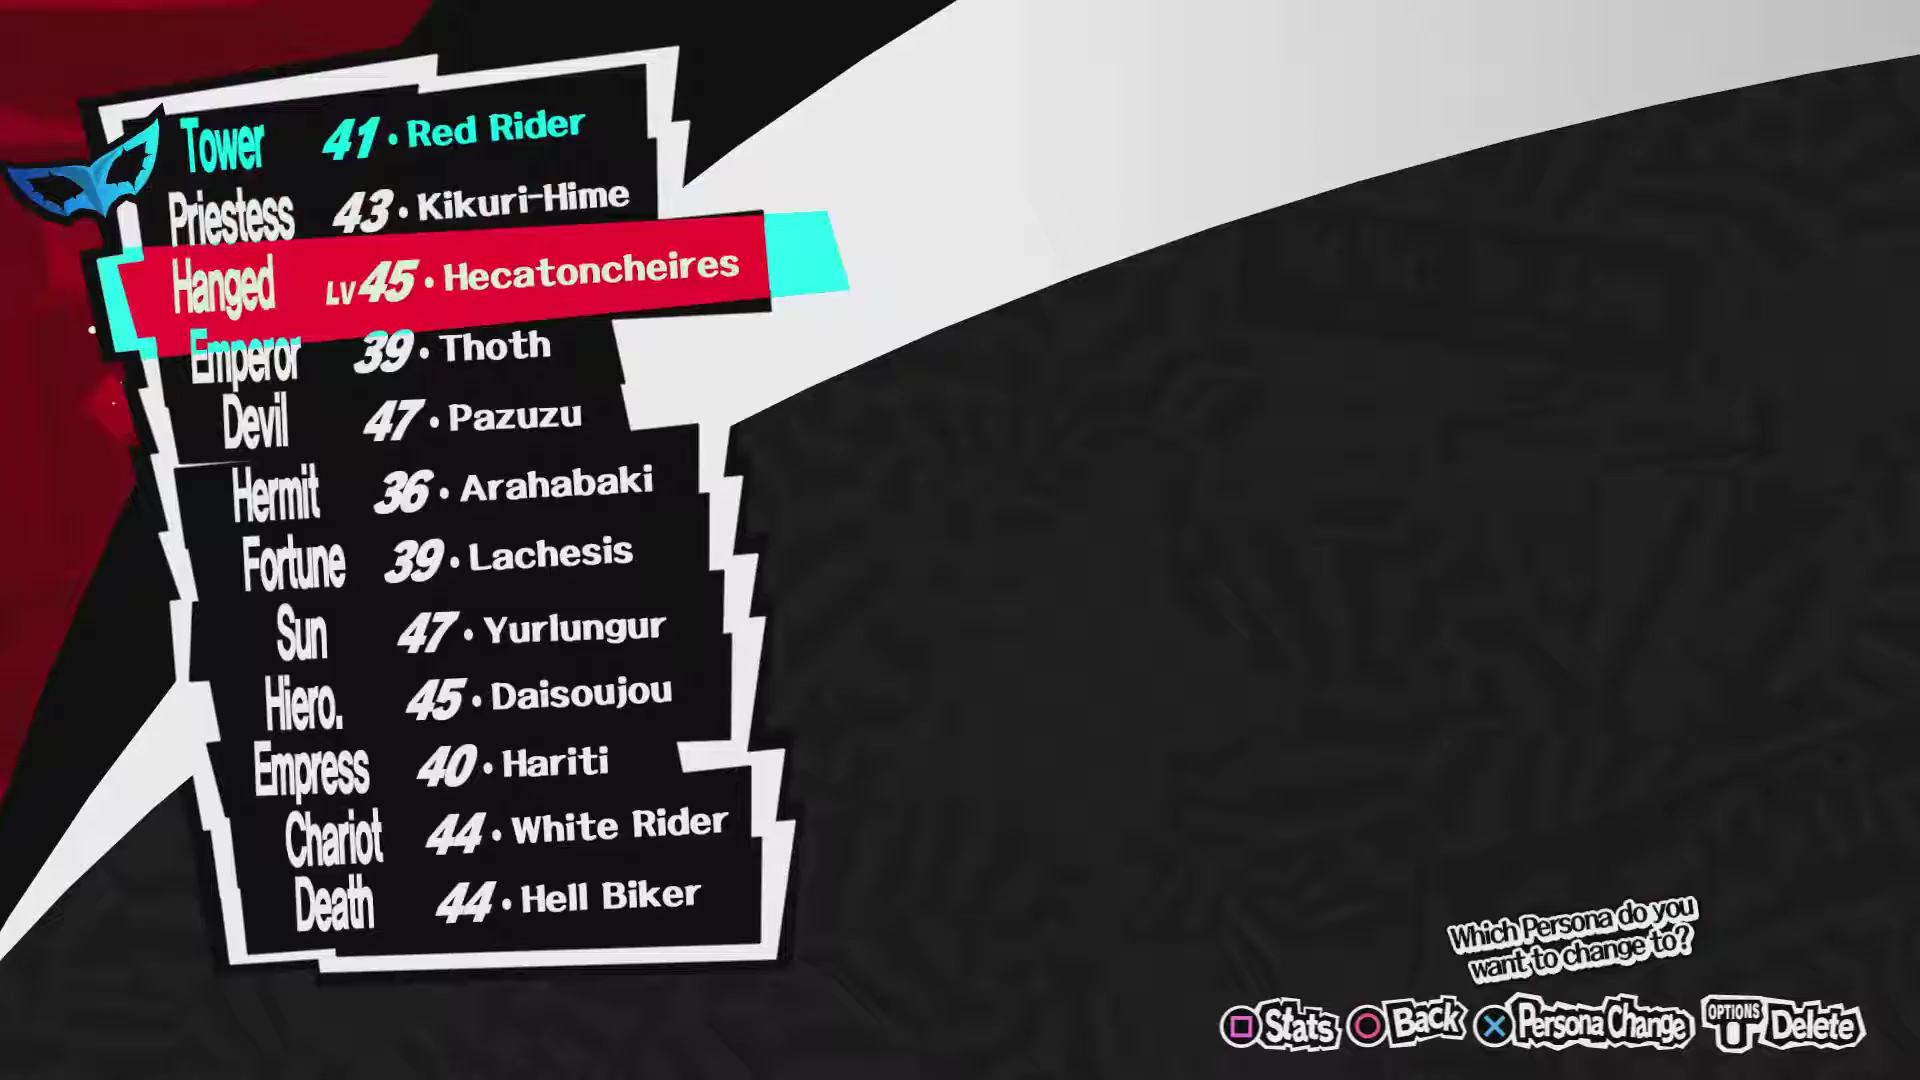 Tower 41 • Red Rider
Priestess 43 • Kikuri-Hime
Hanged LV 45 • Hecatoncheires
Emperor 39 • Thoth
Devil 47 • Pazuzu
Hermit 36 • Arahabaki
Fortune 39 • Lachesis
Sun 47 • Yurlungur
Hiero. 45 • Daisoujou
Empress 40 • Hariti
Chariot 44 • White Rider
Death 44 • Hell Biker
Which Persona do you
want to change to?
Stats Back Persona Change OPTIONS Delete